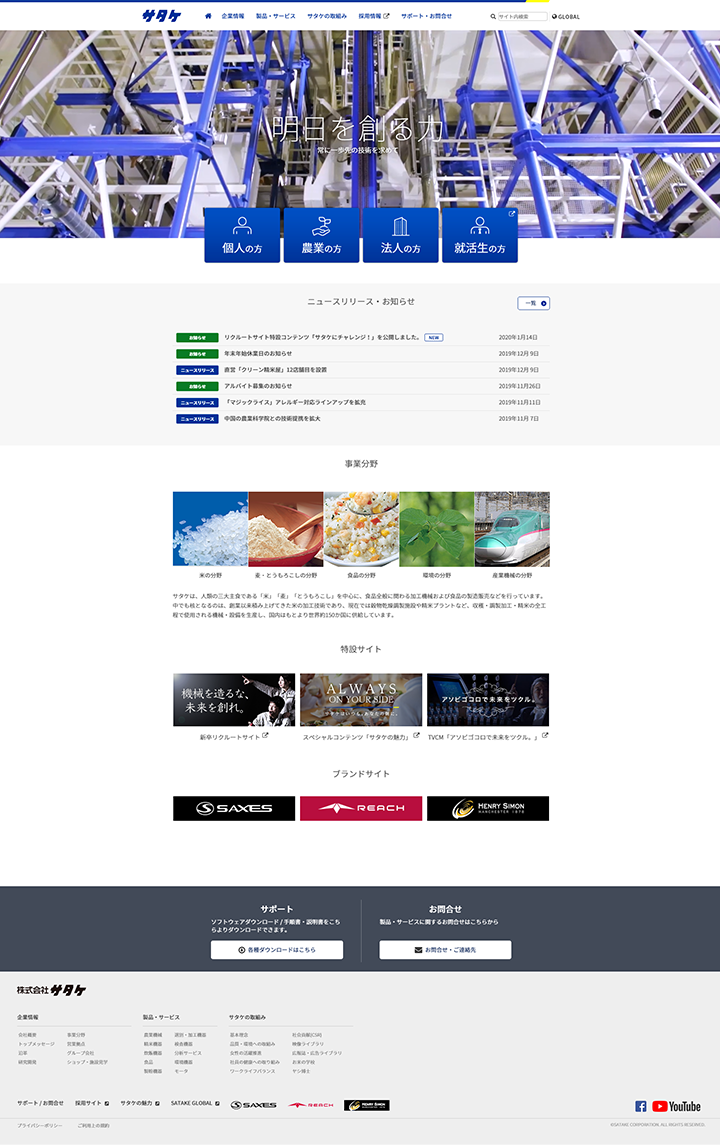 サタケ
企業情報
製品・サービス
サタケの取組み
採用情報
サポート・お問合せ
サイト内検索
GLOBAL
明日を創る力
常に一歩先の技術を求めて
個人の方
農業の方
法人の方
就活生の方
ニュースリリース・お知らせ
一覧
お知らせ リクルートサイト特設コンテンツ「サタケにチャレンジ！」を公開しました。 NEW 2020年1月14日
お知らせ 年末年始休業日のお知らせ 2019年12月 9日
ニュースリリース 直営「クリーン精米屋」12店舗目を設置 2019年12月 9日
お知らせ アルバイト募集のお知らせ 2019年11月26日
ニュースリリース 「マジックライス」アレルギー対応ラインアップを拡充 2019年11月11日
ニュースリリース 中国の農業科学院との技術提携を拡大 2019年11月 7日
事業分野
米の分野
麦・とうもろこしの分野
食品の分野
環境の分野
産業機械の分野
サタケは、人類の三大主食である「米」「麦」「とうもろこし」を中心に、食品全般に関わる加工機械および食品の製造販売などを行っています。
中でも核となるのは、創業以来積み上げてきた米の加工技術であり、現在では穀物乾燥調製施設や精米プラントなど、収穫・調製加工・精米の全工
程で使用される機械・設備を生産し、国内はもとより世界約150か国に供給しています。
特設サイト
機械を造るな、
未来を創れ。
ALWAYS
ON YOUR SIDE
サタケはいつも、あなたの側に。
アソビゴコロで未来をツクル。
新卒リクルートサイト
スペシャルコンテンツ「サタケの魅力」
TVCM「アソビゴコロで未来をツクル。」
ブランドサイト
SAXES
REACH
HENRY SIMON
MANCHESTER 1878
サポート
ソフトウェアダウンロード / 手順書・説明書をこち
らよりダウンロードできます。
各種ダウンロードはこちら
お問合せ
製品・サービスに関するお問合せはこちらから
お問合せ・ご連絡先
株式会社サタケ
企業情報
会社概要 事業分野
トップメッセージ 営業拠点
沿革 グループ会社
研究開発 ショップ・施設見学
製品・サービス
農業機械 選別・加工機器
精米機器 検査機器
炊飯機器 分析サービス
食品 環境機器
製粉機器 モータ
サタケの取組み
基本理念 社会貢献(CSR)
品質・環境への取組み 映像ライブラリ
女性の活躍推進 広報誌・広告ライブラリ
社員の健康への取り組み お米の学校
ワークライフバランス ヤシ博士
サポート / お問合せ
採用サイト
サタケの魅力
SATAKE GLOBAL
SAXES
REACH
HENRY SIMON
YouTube
プライバシーポリシー
ご利用上の規約
©SATAKE CORPORATION, ALL RIGHTS RESERVED.